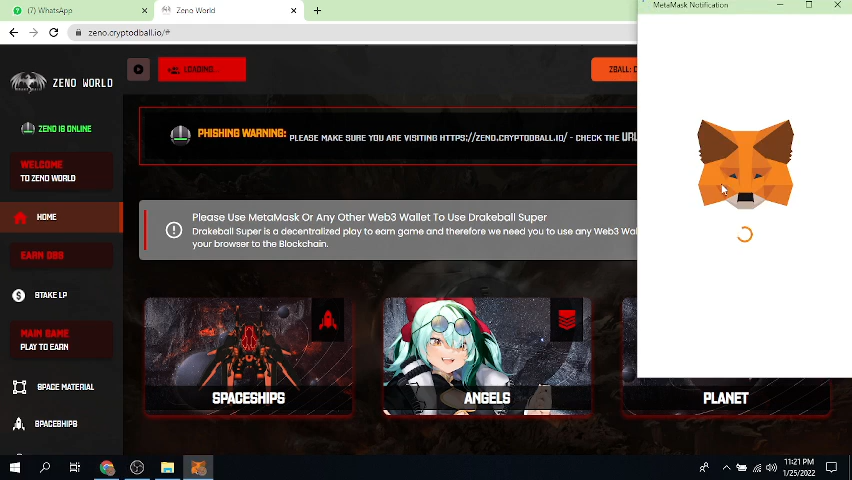 (7) WhatsApp
Zeno World
MetaMask Notification
zeno.cryptodball.io/#
ZENO WORLD
LOADING...
ZBALL: C
ZENO IS ONLINE
PHISHING WARNING: PLEASE MAKE SURE YOU ARE VISITING HTTPS://ZENO.CRYPTODBALL.IO/ - CHECK THE URL
WELCOME
TO ZENO WORLD
HOME
Please Use MetaMask Or Any Other Web3 Wallet To Use Drakeball Super
Drakeball Super is a decentralized play to earn game and therefore we need you to use any Web3 Wal
your browser to the Blockchain.
EARN DBS
STAKE LP
MAIN GAME
PLAY TO EARN
SPACE MATERIAL
SPACESHIPS
SPACESHIPS
ANGELS
PLANET
11:21 PM
1/25/2022